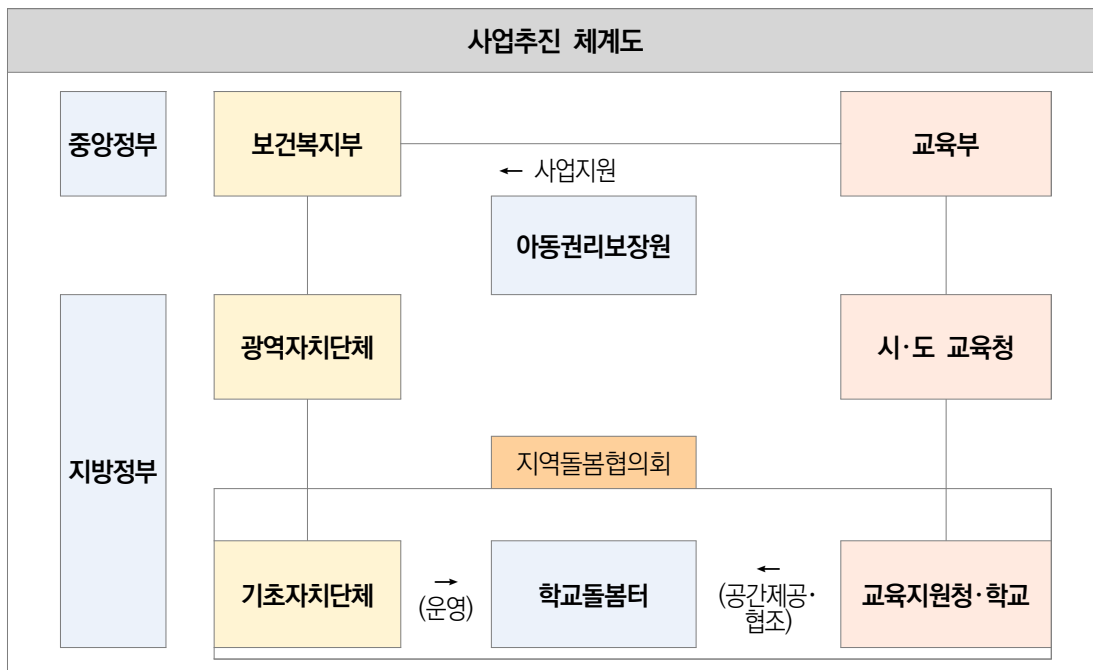 사업추진 체계도
중앙정부
보건복지부
교육부
← 사업지원
아동권리보장원
지방정부
광역자치단체
시·도 교육청
지역돌봄협의회
기초자치단체
→
(운영)
학교돌봄터
←
(공간제공·
협조)
교육지원청·학교